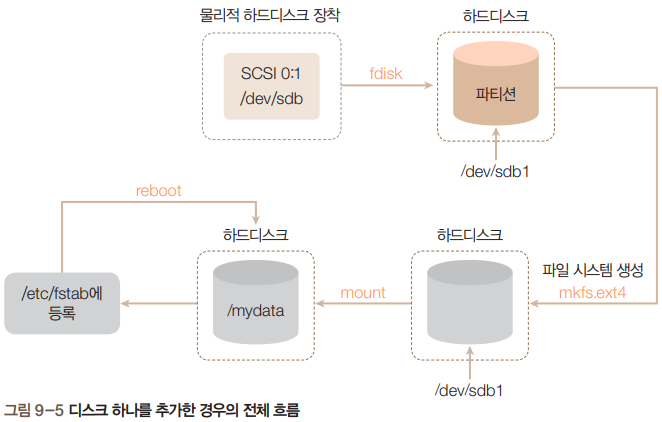 물리적 하드디스크 장착
하드디스크
SCSI 0:1
/dev/sdb
fdisk
파티션
/dev/sdb1
reboot
하드디스크
하드디스크
파일 시스템 생성
mkfs.ext4
/etc/fstab에
등록
/mydata
mount
/dev/sdb1
그림 9-5 디스크 하나를 추가한 경우의 전체 흐름